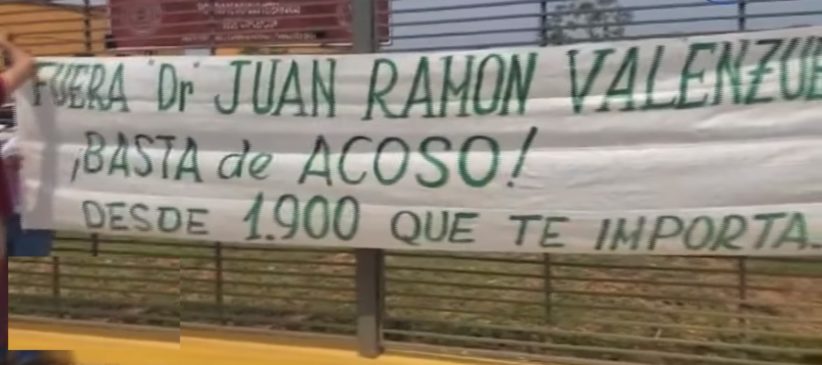 FUERA "Dr" JUAN RAMON VALENZUE
¡BASTA de ACOSO!
DESDE 1.900 QUE TE IMPORTA..